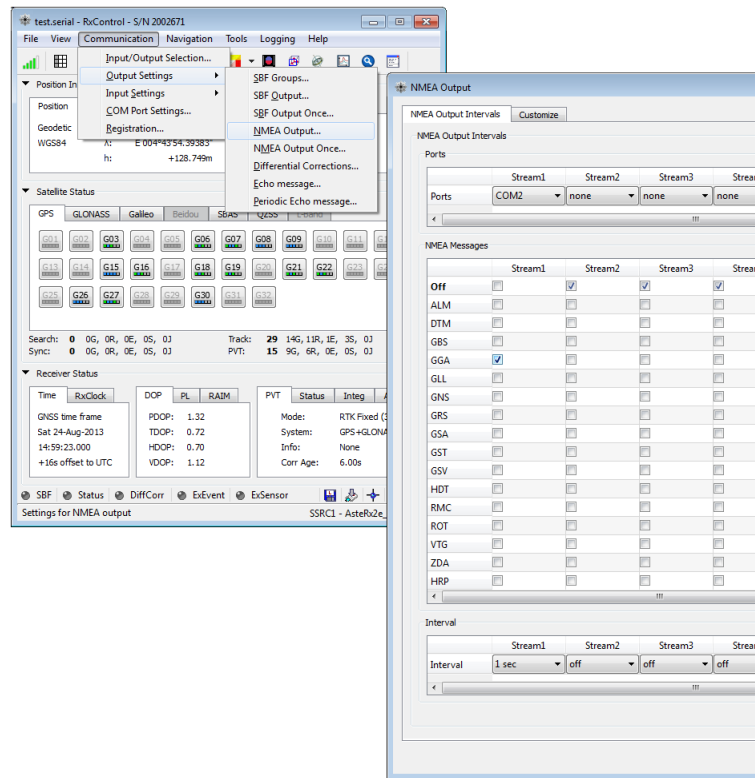 test.serial - RxControl - S/N 2002671
File View Communication Navigation Tools Logging Help
Input/Output Selection...
Output Settings
Input Settings
COM Port Settings...
Registration...
SBF Groups...
SBF Output...
SBF Output Once...
NMEA Output...
NMEA Output Once...
Differential Corrections...
Echo message...
Periodic Echo message...
Position In
Position
Geodetic
WGS84 λ: E 004°43'54.39383"
h: +128.749m
Satellite Status
GPS GLONASS Galileo Beidou SBAS QZSS L-Band
G01 G02 G03 G04 G05 G06 G07 G08 G09 G10 G11
G13 G14 G15 G16 G17 G18 G19 G20 G21 G22 G23
G25 G26 G27 G28 G29 G30 G31 G32
Search: 0 0G, 0R, 0E, 0S, 0J Track: 29 14G, 11R, 1E, 3S, 0J
Sync: 0 0G, 0R, 0E, 0S, 0J PVT: 15 9G, 6R, 0E, 0S, 0J
Receiver Status
Time RxClock DOP PL RAIM PVT Status Integ A
GNSS time frame PDOP: 1.32 Mode: RTK Fixed (3
Sat 24-Aug-2013 TDOP: 0.72 System: GPS+GLONA
14:59:23.000 HDOP: 0.70 Info: None
+16s offset to UTC VDOP: 1.12 Corr Age: 6.00s
SBF Status DiffCorr ExEvent ExSensor
Settings for NMEA output SSRC1 - AsteRx2e_
NMEA Output
NMEA Output Intervals Customize
NMEA Output Intervals
Ports
Stream1 Stream2 Stream3 Strea
Ports COM2 none none none
NMEA Messages
Stream1 Stream2 Stream3 Strea
Off
ALM
DTM
GBS
GGA
GLL
GNS
GRS
GSA
GST
GSV
HDT
RMC
ROT
VTG
ZDA
HRP
Interval
Stream1 Stream2 Stream3 Strea
Interval 1 sec off off off